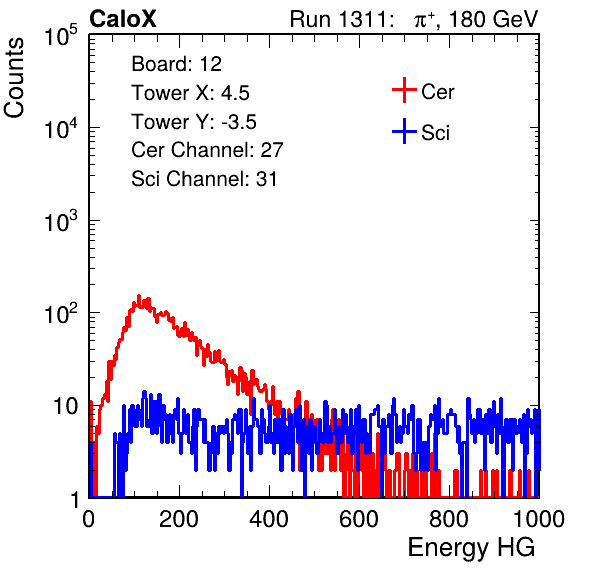 CaloX Run 1311: π⁺, 180 GeV
Counts
10⁵
10⁴
10³
10²
10
1
Board: 12
Tower X: 4.5
Tower Y: -3.5
Cer Channel: 27
Sci Channel: 31
Cer
Sci
0 200 400 600 800 1000
Energy HG